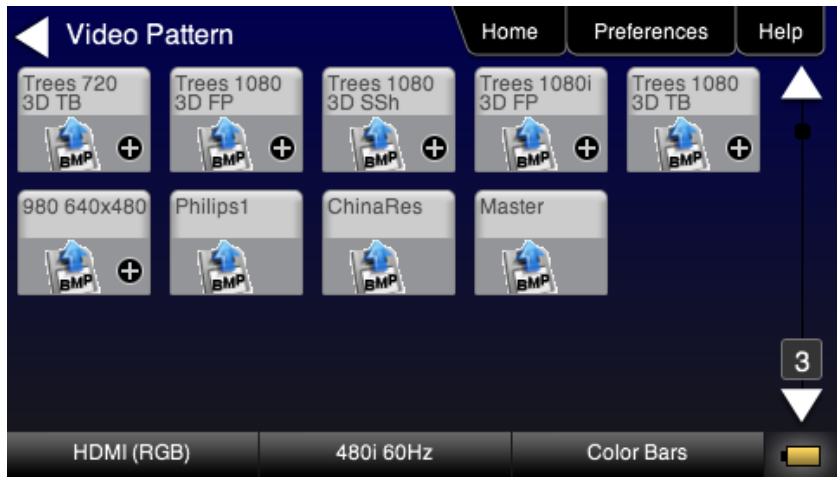 Video Pattern
Home
Preferences
Help
Trees 720
3D TB
Trees 1080
3D FP
Trees 1080
3D SSh
Trees 1080i
3D FP
Trees 1080
3D TB
BMP
BMP
BMP
BMP
BMP
980 640x480
Philips1
ChinaRes
Master
BMP
BMP
BMP
BMP
3
HDMI (RGB)
480i 60Hz
Color Bars